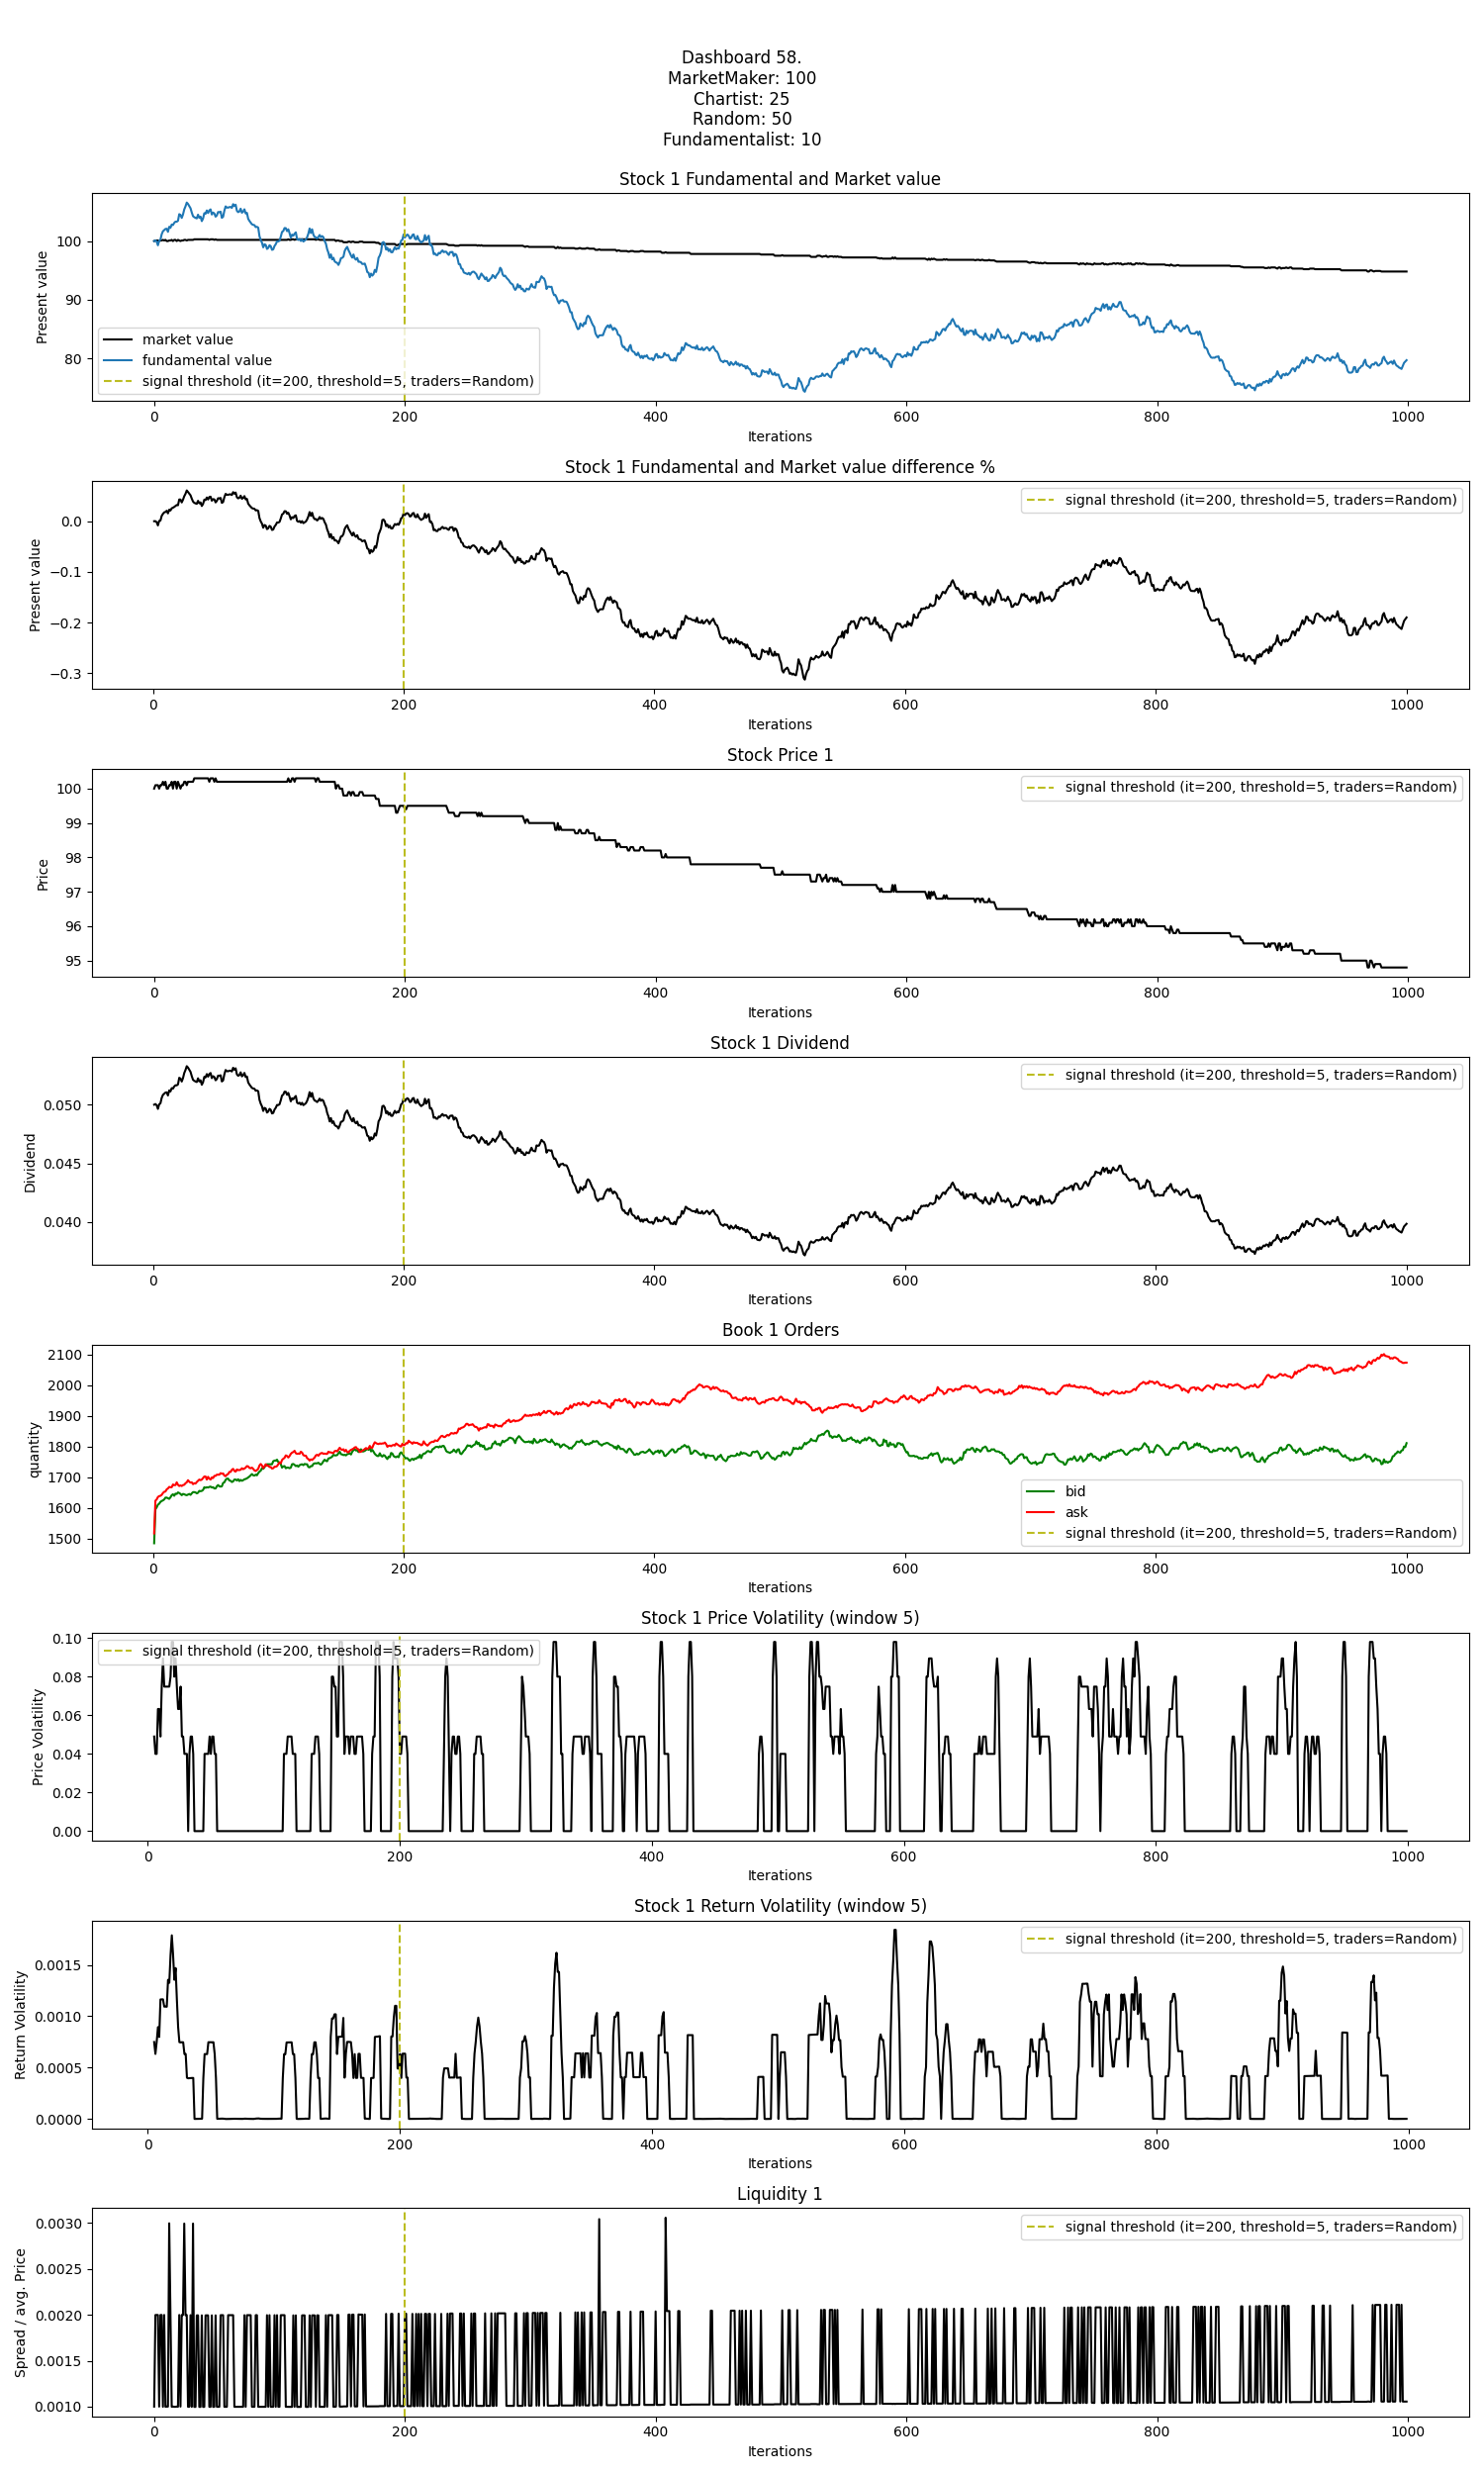 Dashboard 58.
MarketMaker: 100
Chartist: 25
Random: 50
Fundamentalist: 10
Stock 1 Fundamental and Market value
Present value
100
90
80
market value
fundamental value
signal threshold (it=200, threshold=5, traders=Random)
0 200 400 600 800 1000
Iterations
Stock 1 Fundamental and Market value difference %
Present value
0.0
−0.1
−0.2
−0.3
signal threshold (it=200, threshold=5, traders=Random)
0 200 400 600 800 1000
Iterations
Stock Price 1
Price
100
99
98
97
96
95
signal threshold (it=200, threshold=5, traders=Random)
0 200 400 600 800 1000
Iterations
Stock 1 Dividend
Dividend
0.050
0.045
0.040
signal threshold (it=200, threshold=5, traders=Random)
0 200 400 600 800 1000
Iterations
Book 1 Orders
quantity
2100
2000
1900
1800
1700
1600
1500
bid
ask
signal threshold (it=200, threshold=5, traders=Random)
0 200 400 600 800 1000
Iterations
Stock 1 Price Volatility (window 5)
Price Volatility
0.10
0.08
0.06
0.04
0.02
0.00
signal threshold (it=200, threshold=5, traders=Random)
0 200 400 600 800 1000
Iterations
Stock 1 Return Volatility (window 5)
Return Volatility
0.0015
0.0010
0.0005
0.0000
signal threshold (it=200, threshold=5, traders=Random)
0 200 400 600 800 1000
Iterations
Liquidity 1
Spread / avg. Price
0.0030
0.0025
0.0020
0.0015
0.0010
signal threshold (it=200, threshold=5, traders=Random)
0 200 400 600 800 1000
Iterations